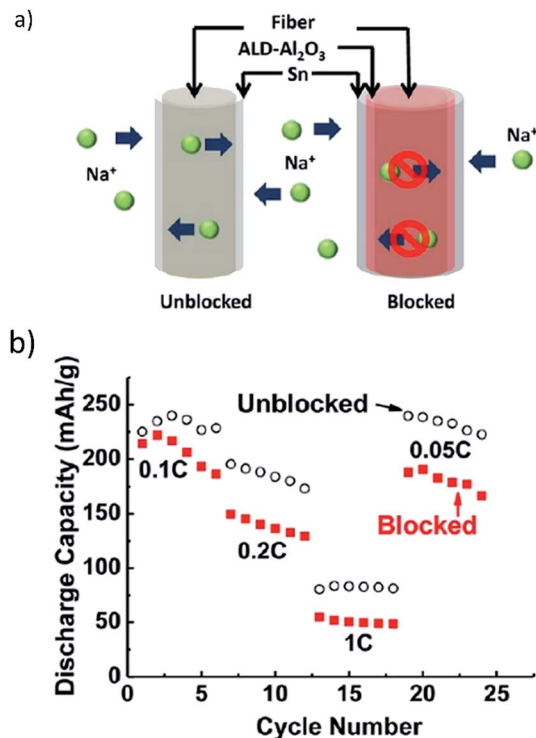 a)
Fiber
ALD-Al₂O₃
Sn
Na⁺
Na⁺
Na⁺
Unblocked
Blocked
b)
Discharge Capacity (mAh/g)
250
200
150
100
50
0
0
5
10
15
20
25
Cycle Number
Unblocked
0.1C
0.05C
Blocked
0.2C
1C